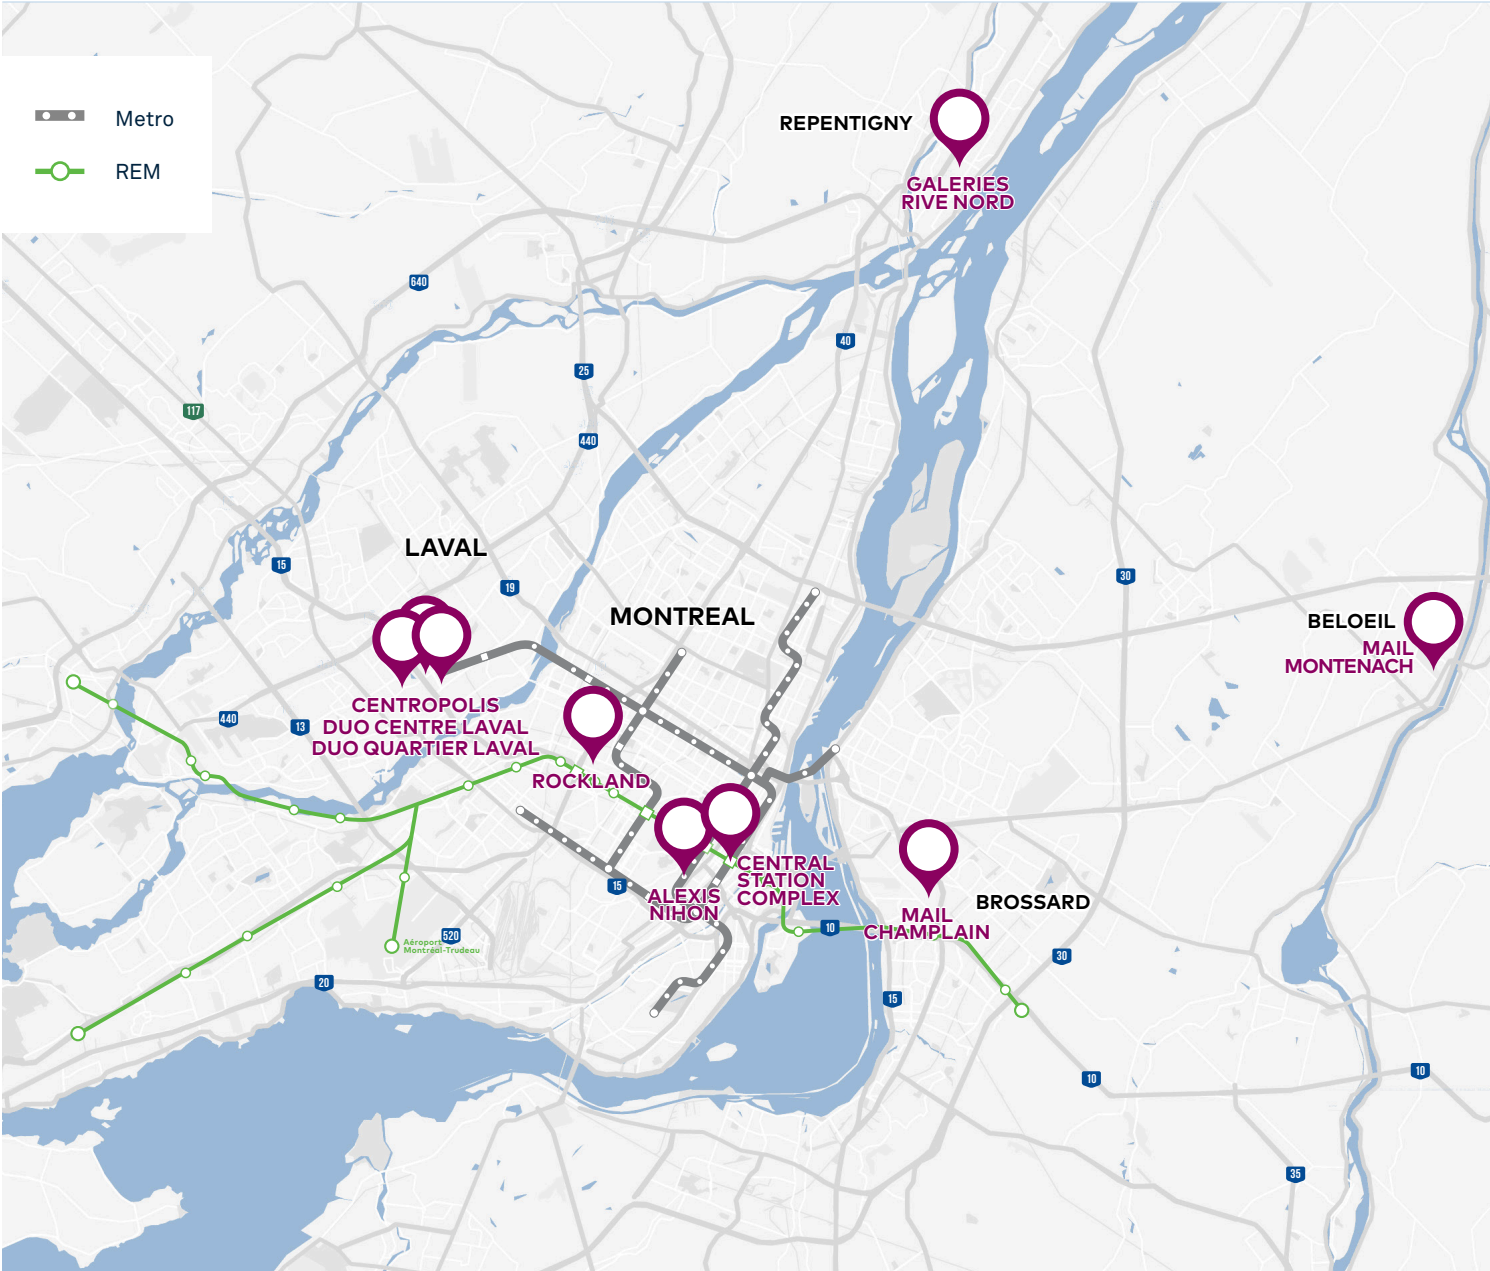 Metro
REM
REPENTIGNY
GALERIES
RIVE NORD
640
40
25
117
440
LAVAL
15
19
30
MONTREAL
BELOEIL
MAIL
MONTENACH
CENTROPOLIS
DUO CENTRE LAVAL
DUO QUARTIER LAVAL
440
13
ROCKLAND
CENTRAL
STATION
COMPLEX
15
ALEXIS
NIHON
BROSSARD
MAIL
CHAMPLAIN
10
520
Aéroport
Montréal-Trudeau
30
20
15
10
10
35